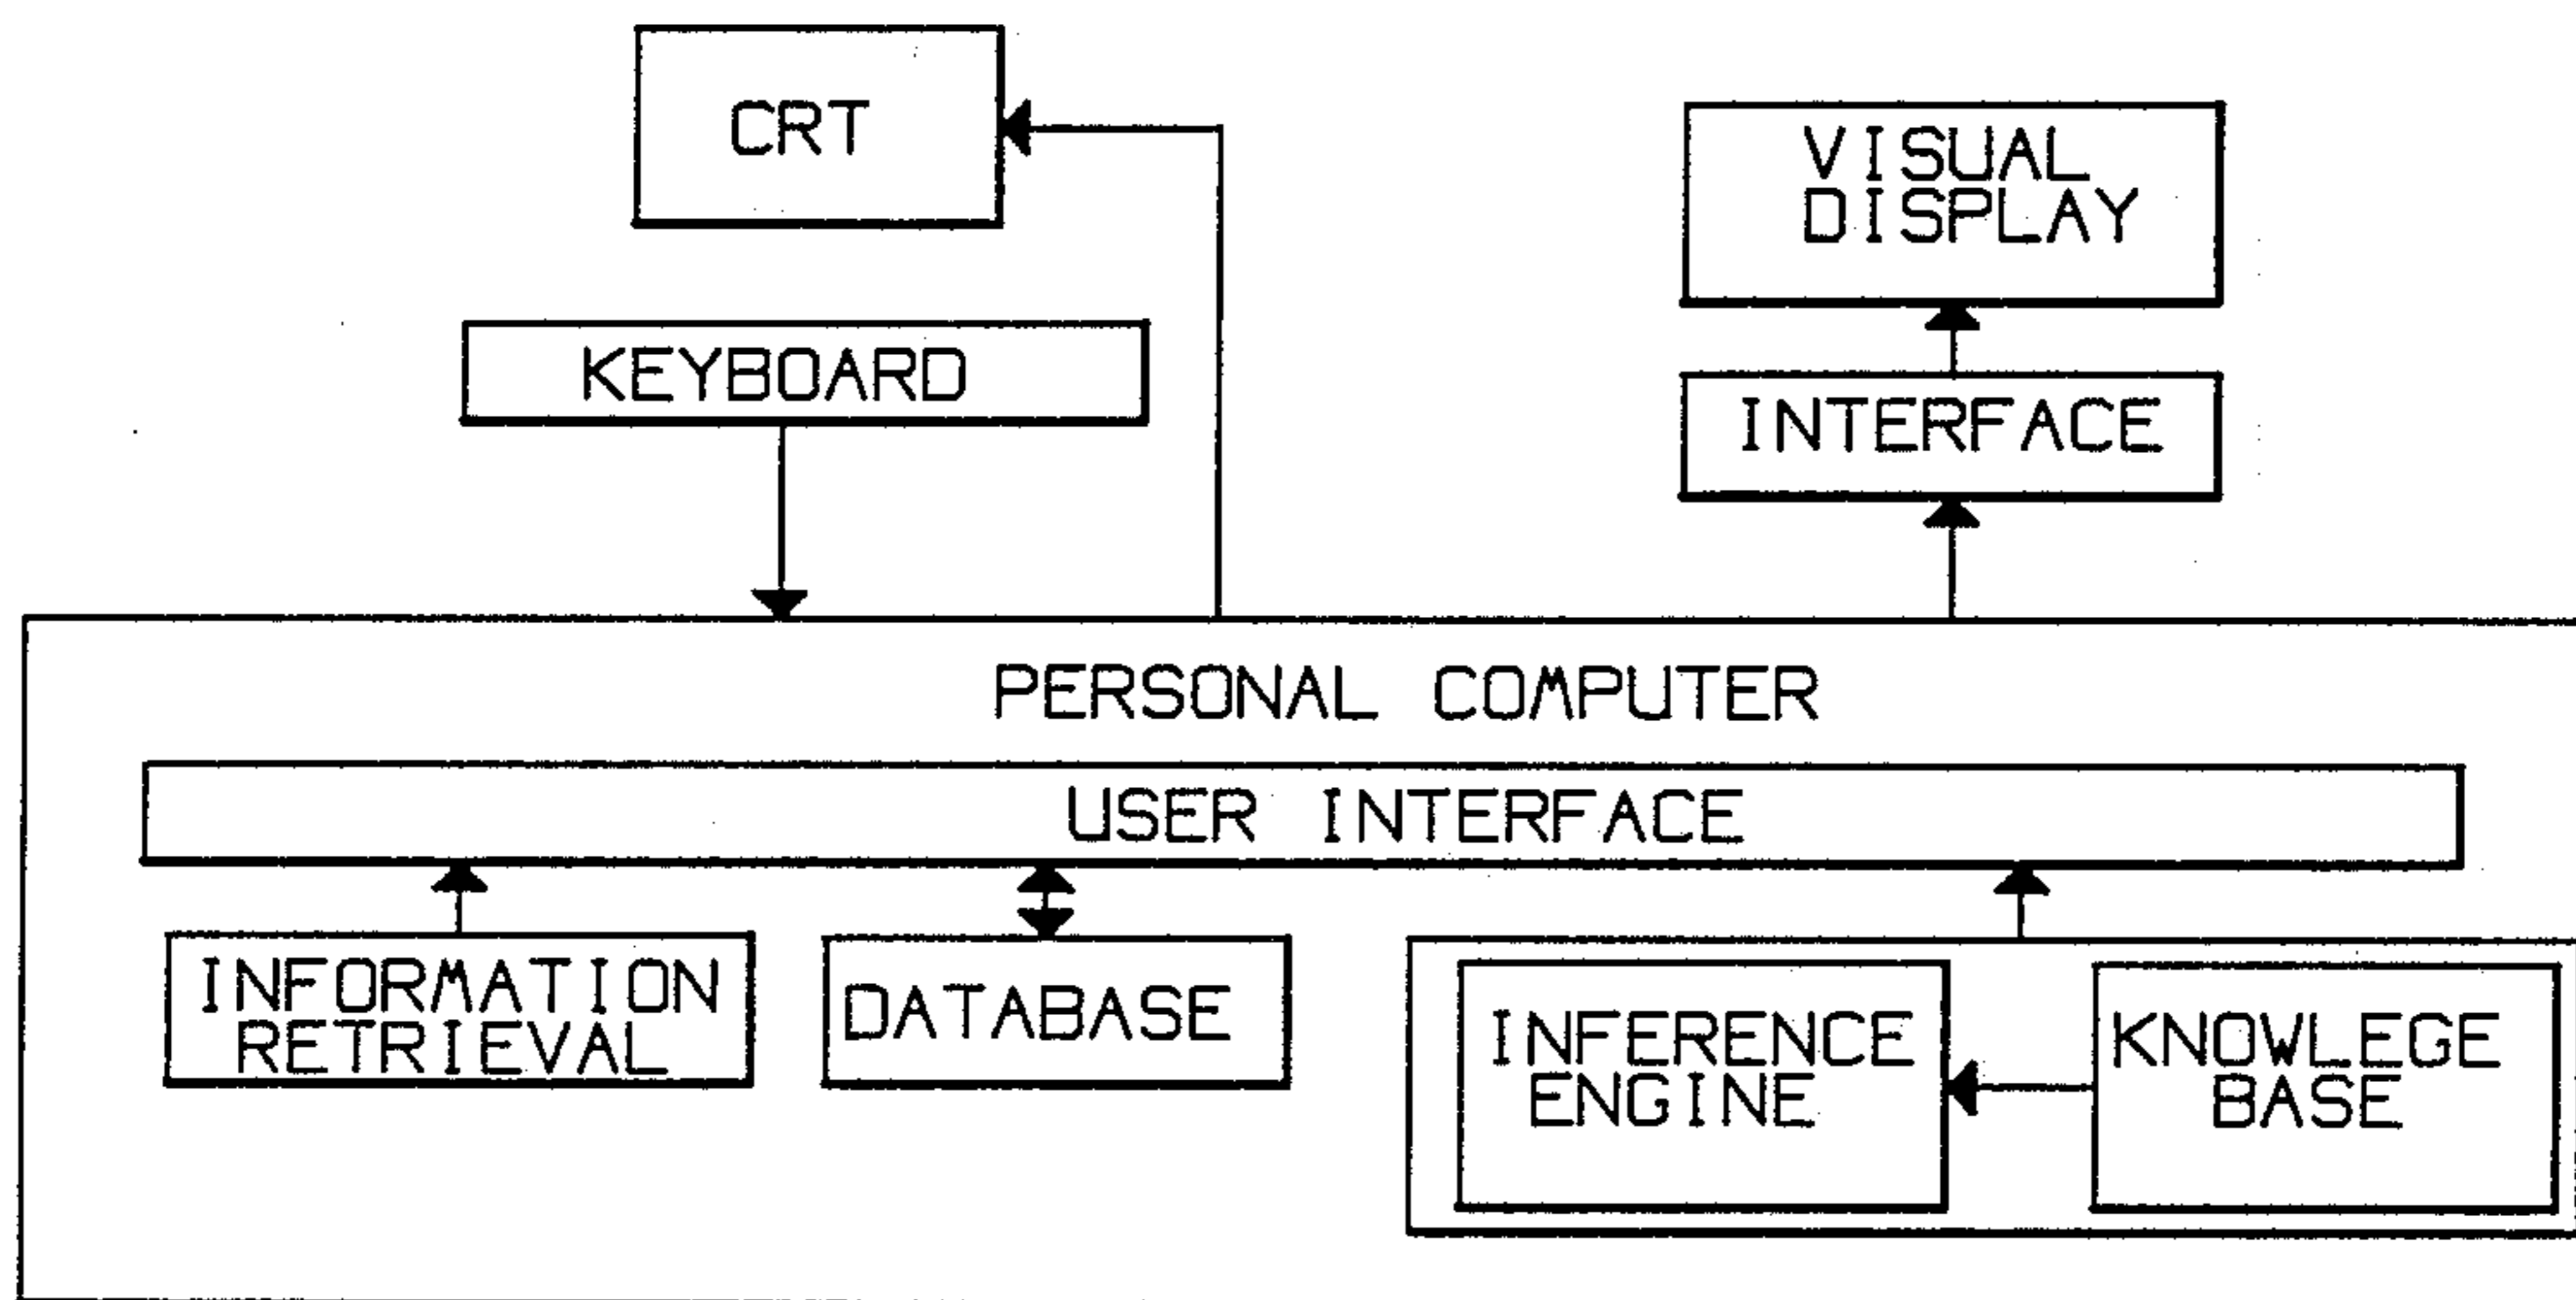 CRT
VISUAL
DISPLAY
KEYBOARD
INTERFACE
PERSONAL COMPUTER
USER INTERFACE
INFORMATION
RETRIEVAL
DATABASE
INFERENCE
ENGINE
KNOWLEGE
BASE